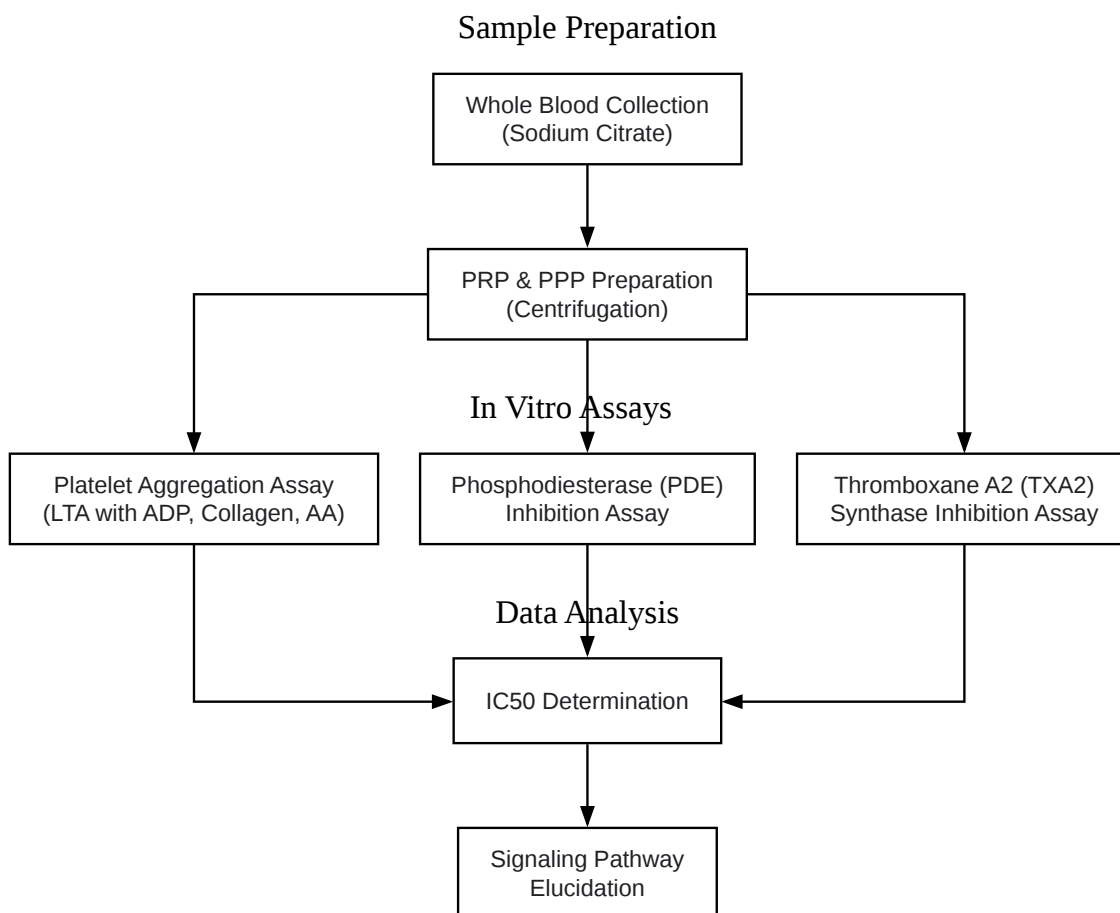 Sample Preparation
Whole Blood Collection
(Sodium Citrate)
PRP & PPP Preparation
(Centrifugation)
In Vitro Assays
Platelet Aggregation Assay
(LTA with ADP, Collagen, AA)
Phosphodiesterase (PDE)
Inhibition Assay
Thromboxane A2 (TXA2)
Synthase Inhibition Assay
Data Analysis
IC50 Determination
Signaling Pathway
Elucidation